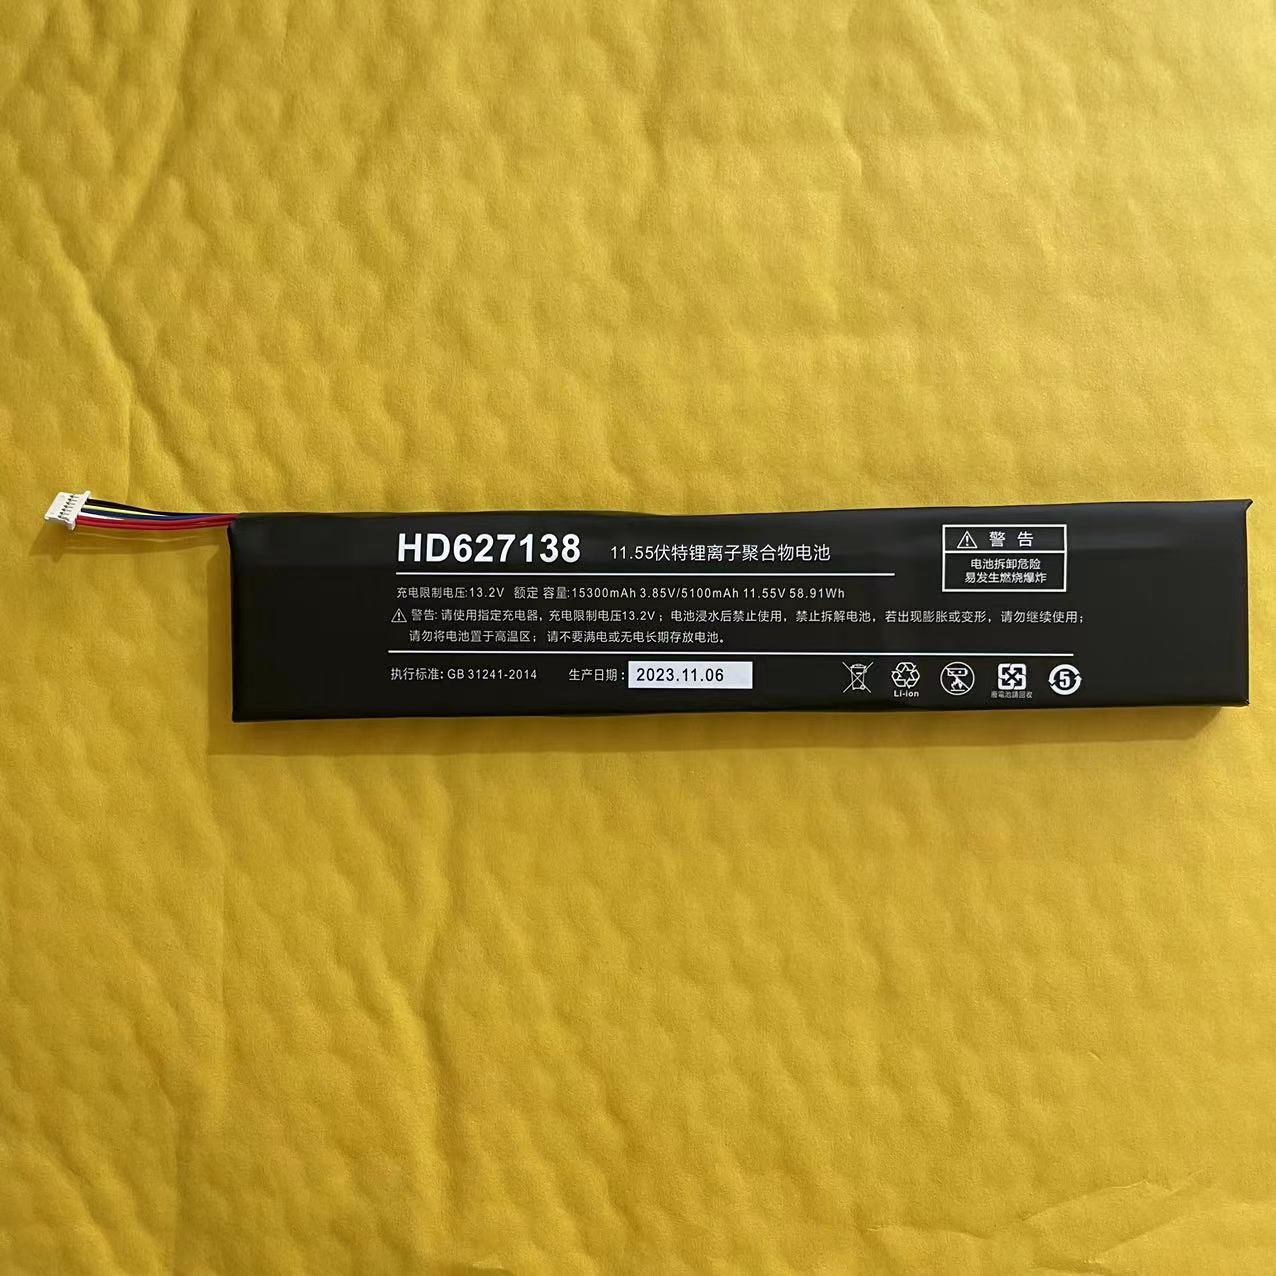 HD627138 11.55伏特锂离子聚合物电池
警 告
电池拆卸危险
易发生燃烧爆炸
充电限制电压:13.2V 额定 容量:15300mAh 3.85V/5100mAh 11.55V 58.91Wh
警告: 请使用指定充电器，充电限制电压13.2V；电池浸水后禁止使用，禁止拆解电池，若出现膨胀或变形，请勿继续使用；
请勿将电池置于高温区； 请不要满电或无电长期存放电池。
执行标准: GB 31241-2014 生产日期： 2023.11.06
Li-ion
廢電池請回收
5